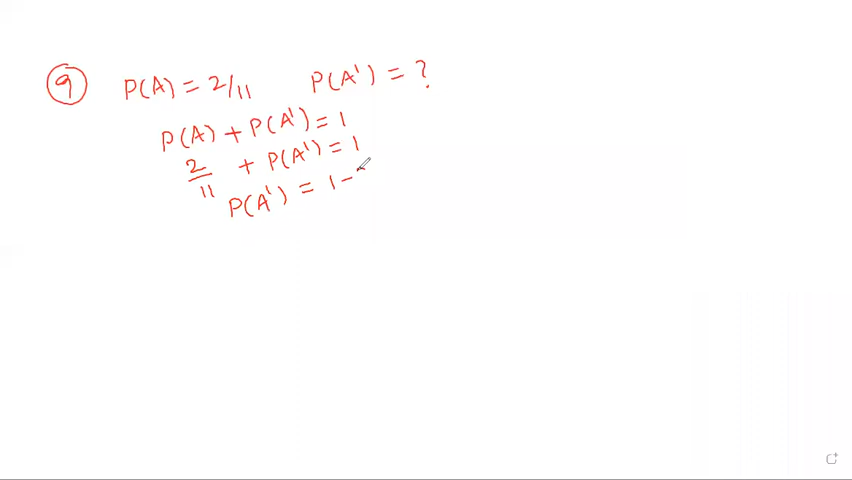 9 P(A) = 2/11 P(A') = ?
P(A) + P(A') = 1
2/11 + P(A') = 1
P(A') = 1 -